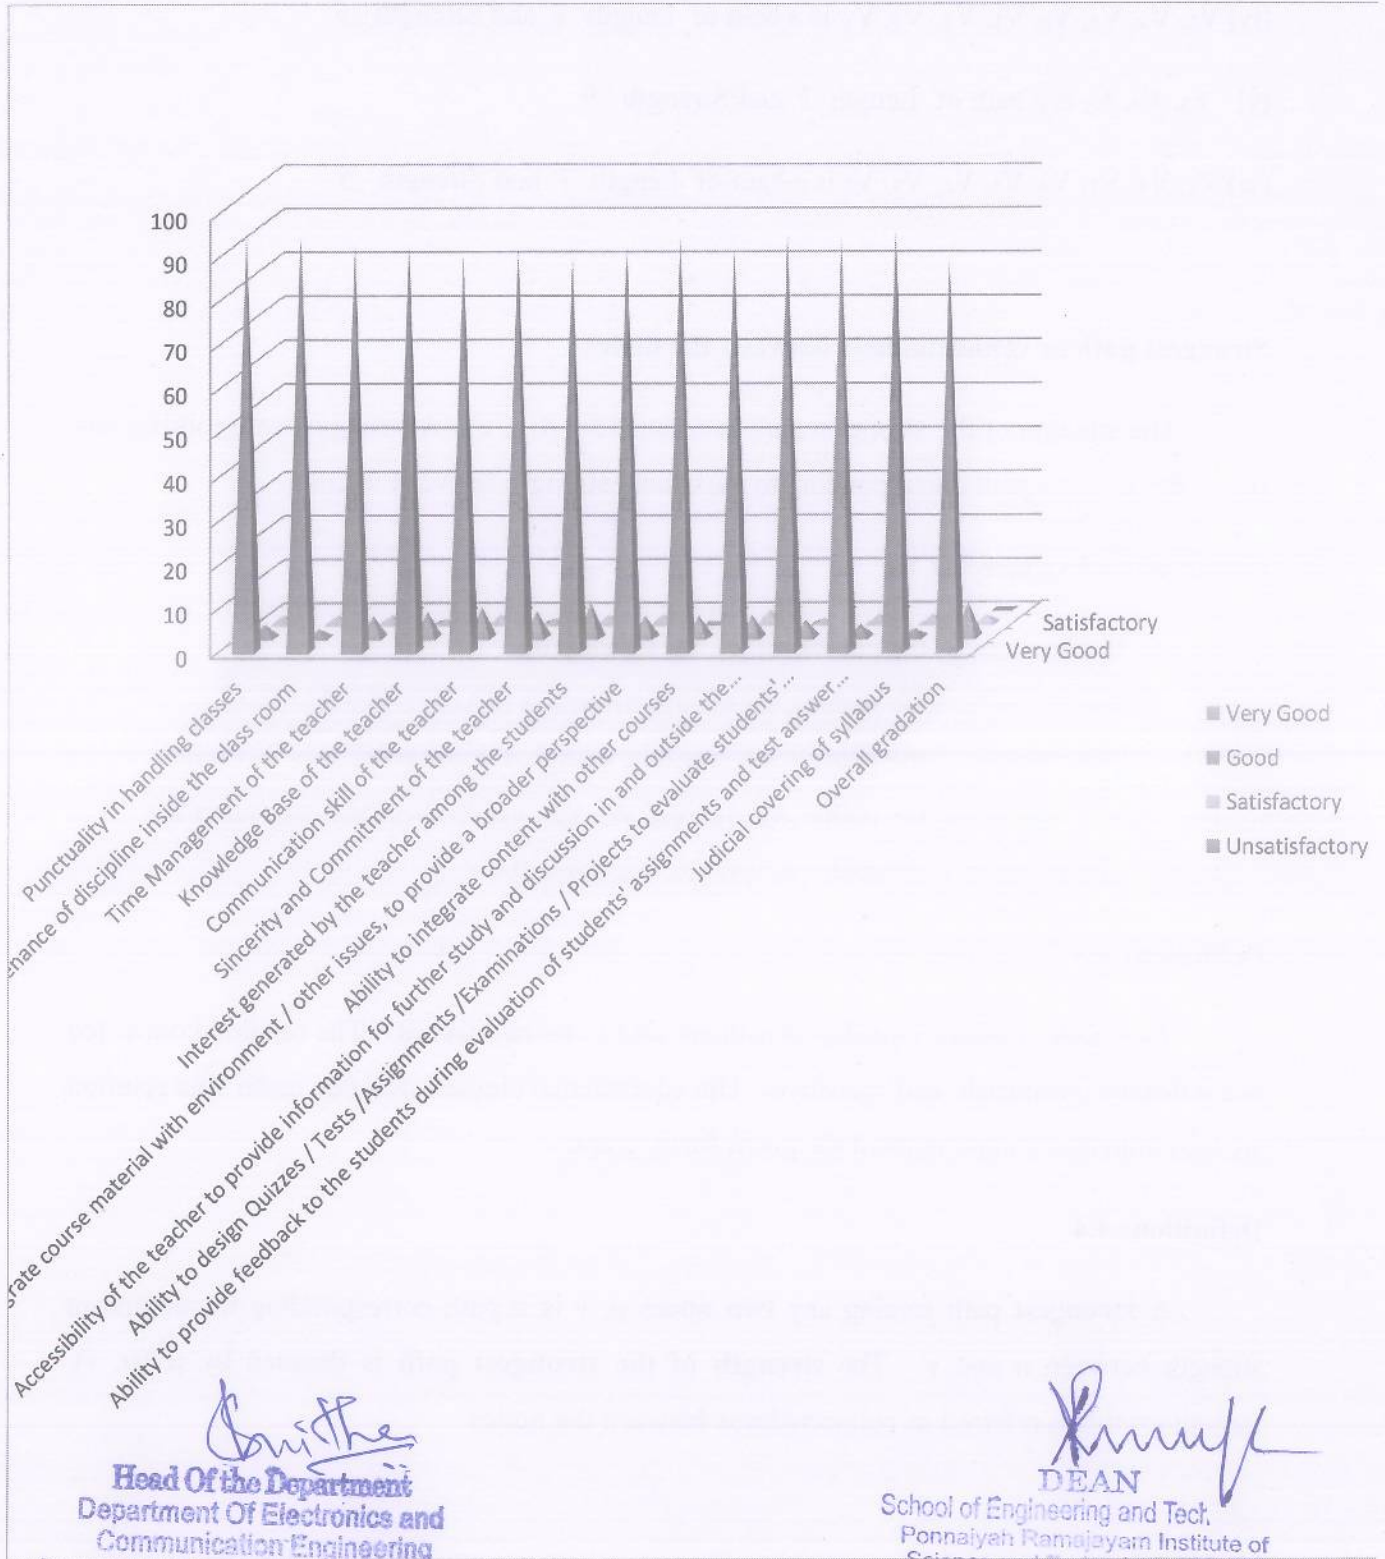 100
90
80
70
60
50
40
30
20
10
0
Satisfactory
Very Good
Punctuality in handling classes
enance of discipline inside the class room
Time Management of the teacher
Knowledge Base of the teacher
Communication skill of the teacher
Sincerity and Commitment of the teacher
Interest generated by the teacher among the students
grate course material with environment / other issues, to provide a broader perspective
Ability to integrate content with other courses
Accessibility of the teacher to provide information for further study and discussion in and outside the...
Ability to design Quizzes / Tests /Assignments /Examinations / Projects to evaluate students'...
Ability to provide feedback to the students during evaluation of students' assignments and test answer...
Judicial covering of syllabus
Overall gradation
Very Good
Good
Satisfactory
Unsatisfactory
Head Of the Department
Department Of Electronics and
Communication Engineering
DEAN
School of Engineering and Tech.
Ponnaiyah Ramajayam Institute of